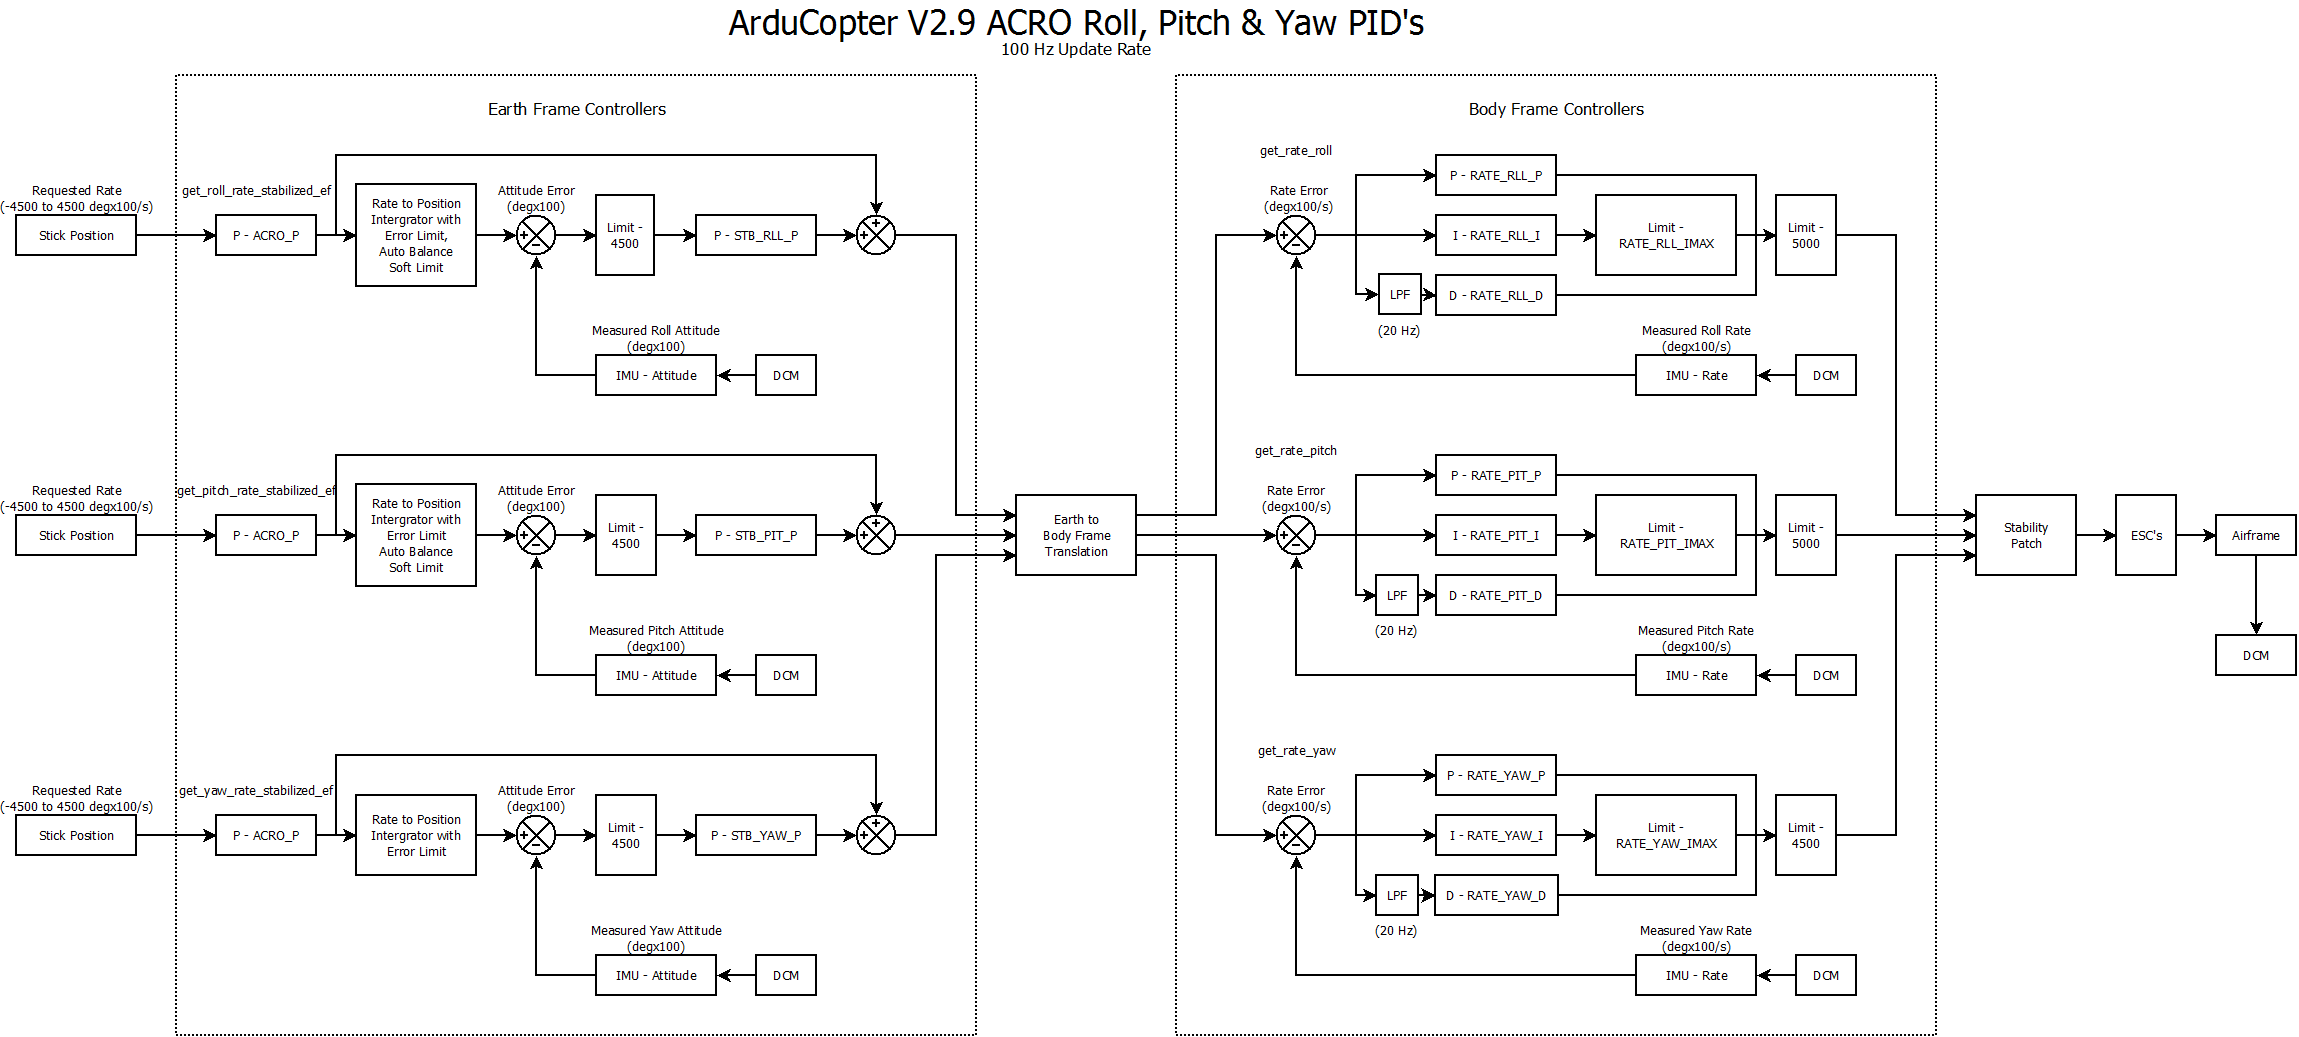 ArduCopter V2.9 ACRO Roll, Pitch & Yaw PID's
100 Hz Update Rate
Earth Frame Controllers
Requested Rate
(-4500 to 4500 degx100/s)
Stick Position
get_roll_rate_stabilized_ef
P - ACRO_P
Rate to Position
Intergrator with
Error Limit,
Auto Balance
Soft Limit
Attitude Error
(degx100)
+
−
Limit -
4500
P - STB_RLL_P
+
+
Measured Roll Attitude
(degx100)
IMU - Attitude
DCM
Requested Rate
(-4500 to 4500 degx100/s)
Stick Position
get_pitch_rate_stabilized_ef
P - ACRO_P
Rate to Position
Intergrator with
Error Limit
Auto Balance
Soft Limit
Attitude Error
(degx100)
+
−
Limit -
4500
P - STB_PIT_P
+
+
Measured Pitch Attitude
(degx100)
IMU - Attitude
DCM
Requested Rate
(-4500 to 4500 degx100/s)
Stick Position
get_yaw_rate_stabilized_ef
P - ACRO_P
Rate to Position
Intergrator with
Error Limit
Attitude Error
(degx100)
+
−
Limit -
4500
P - STB_YAW_P
+
+
Measured Yaw Attitude
(degx100)
IMU - Attitude
DCM
Earth to
Body Frame
Translation
Body Frame Controllers
get_rate_roll
Rate Error
(degx100/s)
+
−
P - RATE_RLL_P
I - RATE_RLL_I
LPF
(20 Hz)
D - RATE_RLL_D
Limit -
RATE_RLL_IMAX
Limit -
5000
Measured Roll Rate
(degx100/s)
IMU - Rate
DCM
get_rate_pitch
Rate Error
(degx100/s)
+
−
P - RATE_PIT_P
I - RATE_PIT_I
LPF
(20 Hz)
D - RATE_PIT_D
Limit -
RATE_PIT_IMAX
Limit -
5000
Measured Pitch Rate
(degx100/s)
IMU - Rate
DCM
get_rate_yaw
Rate Error
(degx100/s)
+
−
P - RATE_YAW_P
I - RATE_YAW_I
LPF
(20 Hz)
D - RATE_YAW_D
Limit -
RATE_YAW_IMAX
Limit -
4500
Measured Yaw Rate
(degx100/s)
IMU - Rate
DCM
Stability
Patch
ESC's
Airframe
DCM